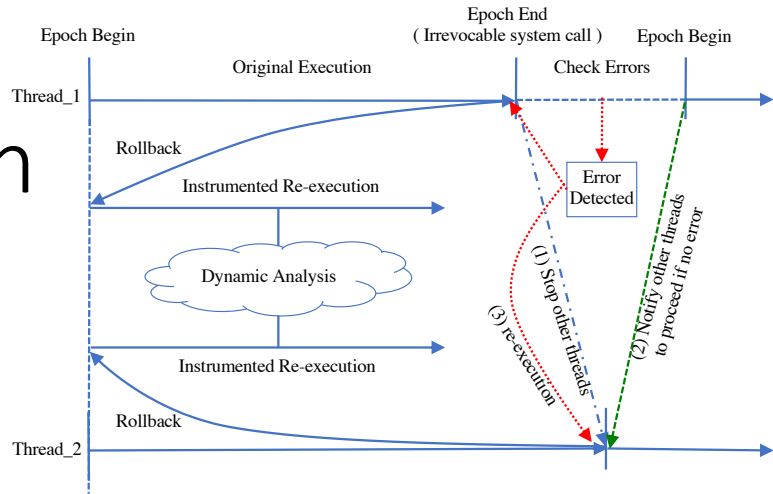 Epoch End
Epoch Begin
( Irrevocable system call )
Epoch Begin
Original Execution
Check Errors
Thread_1
n
Rollback
Error
Detected
Instrumented Re-execution
Dynamic Analysis
(1) Stop other threads
(2) Notify other threads
to proceed if no error
(3) re-execution
Instrumented Re-execution
Rollback
Thread_2